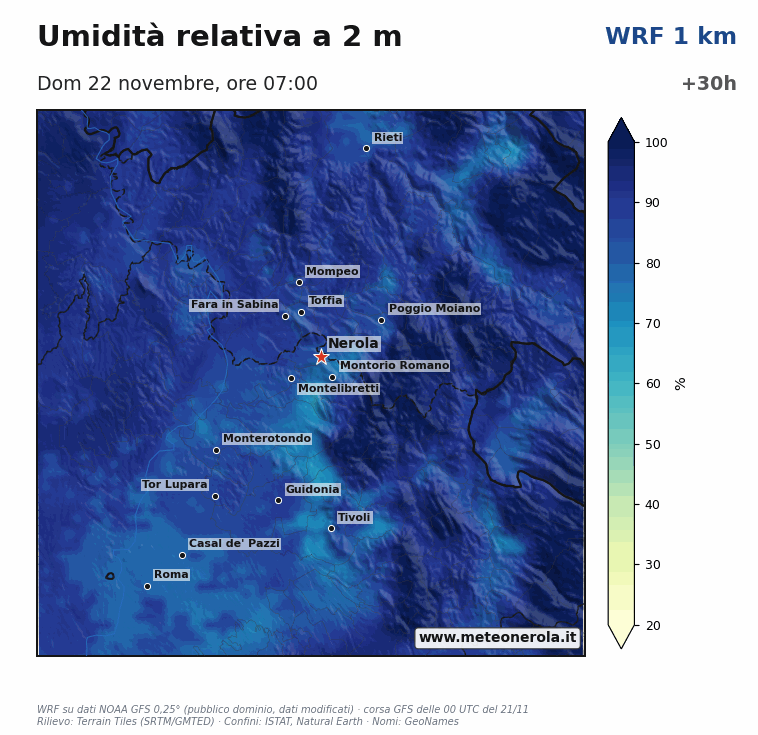 Umidità relativa a 2 m
WRF 1 km
Dom 22 novembre, ore 07:00
+30h
Rieti
Mompeo
Toffia
Fara in Sabina
Poggio Moiano
Nerola
Montorio Romano
Montelibretti
Monterotondo
Tor Lupara
Guidonia
Tivoli
Casal de' Pazzi
Roma
www.meteonerola.it
100
90
80
70
60
50
40
30
20
%
WRF su dati NOAA GFS 0,25° (pubblico dominio, dati modificati) · corsa GFS delle 00 UTC del 21/11
Rilievo: Terrain Tiles (SRTM/GMTED) · Confini: ISTAT, Natural Earth · Nomi: GeoNames